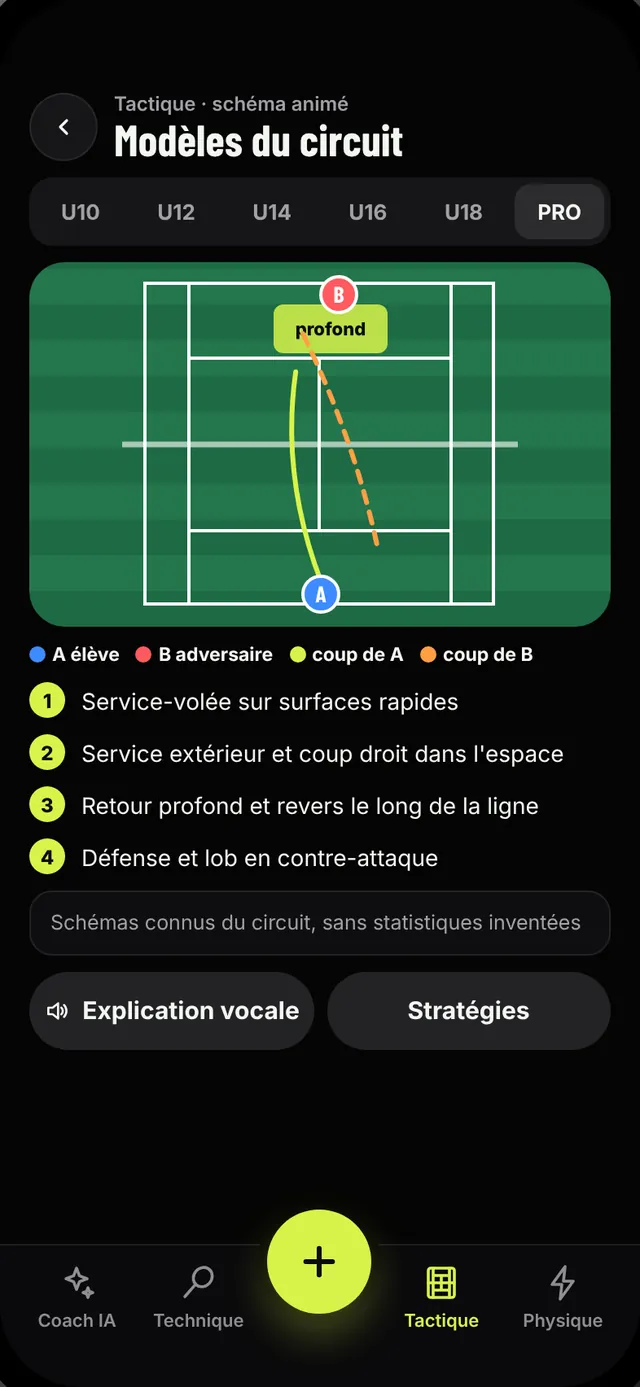 Tactique · schéma animé
Modèles du circuit
U10 U12 U14 U16 U18 PRO
B
profond
A
A élève B adversaire coup de A coup de B
1 Service-volée sur surfaces rapides
2 Service extérieur et coup droit dans l'espace
3 Retour profond et revers le long de la ligne
4 Défense et lob en contre-attaque
Schémas connus du circuit, sans statistiques inventées
Explication vocale Stratégies
Coach IA Technique Tactique Physique